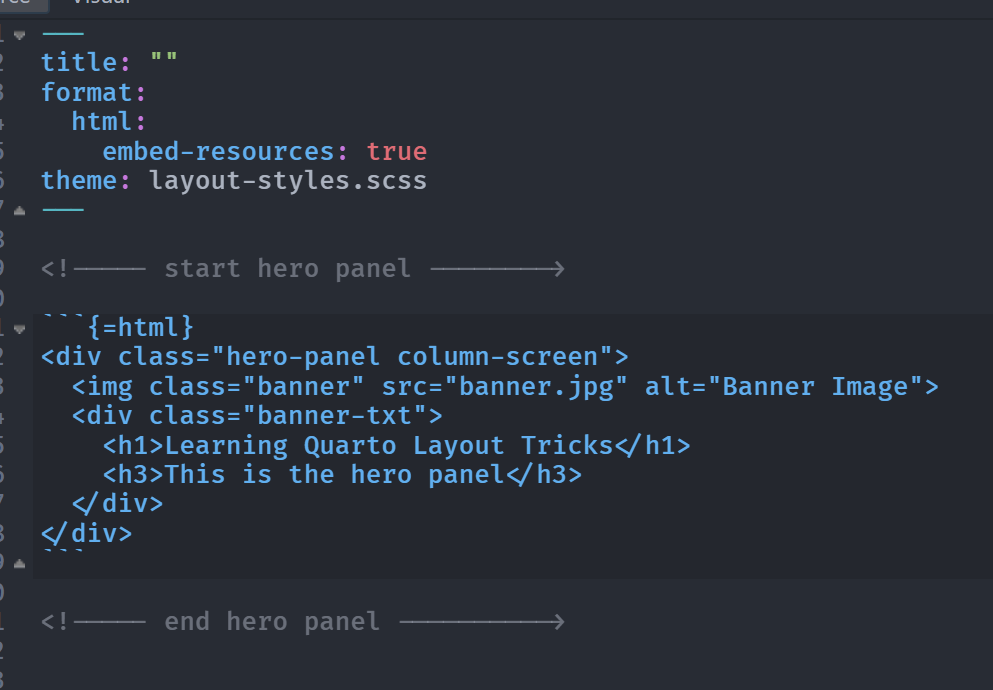 Visual
---
title: ""
format:
  html:
    embed-resources: true
theme: layout-styles.scss
---
<!----- start hero panel --------->
```{=html}
<div class="hero-panel column-screen">
  <img class="banner" src="banner.jpg" alt="Banner Image">
  <div class="banner-txt">
    <h1>Learning Quarto Layout Tricks</h1>
    <h3>This is the hero panel</h3>
  </div>
</div>
```
<!----- end hero panel ----------->